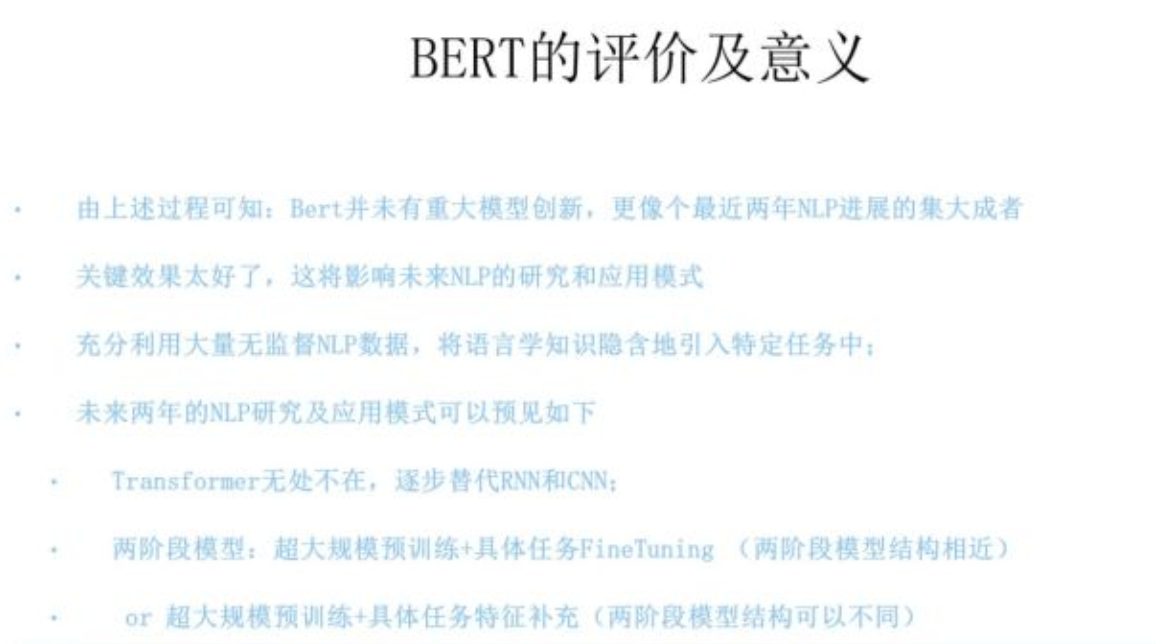 BERT的评价及意义
· 由上述过程可知：Bert并未有重大模型创新，更像个最近两年NLP进展的集大成者
· 关键效果太好了，这将影响未来NLP的研究和应用模式
· 充分利用大量无监督NLP数据，将语言学知识隐含地引入特定任务中；
· 未来两年的NLP研究及应用模式可以预见如下
· Transformer无处不在，逐步替代RNN和CNN；
· 两阶段模型：超大规模预训练+具体任务FineTuning （两阶段模型结构相近）
· or 超大规模预训练+具体任务特征补充（两阶段模型结构可以不同）